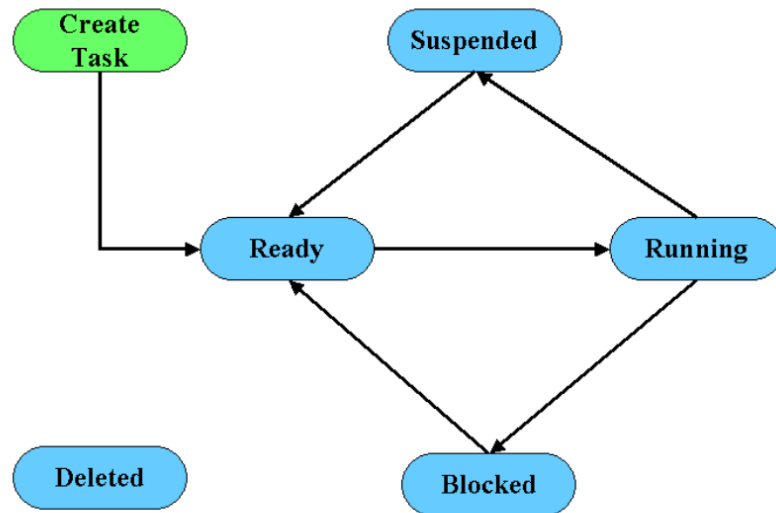 Create
Task
Suspended
Ready
Running
Deleted
Blocked